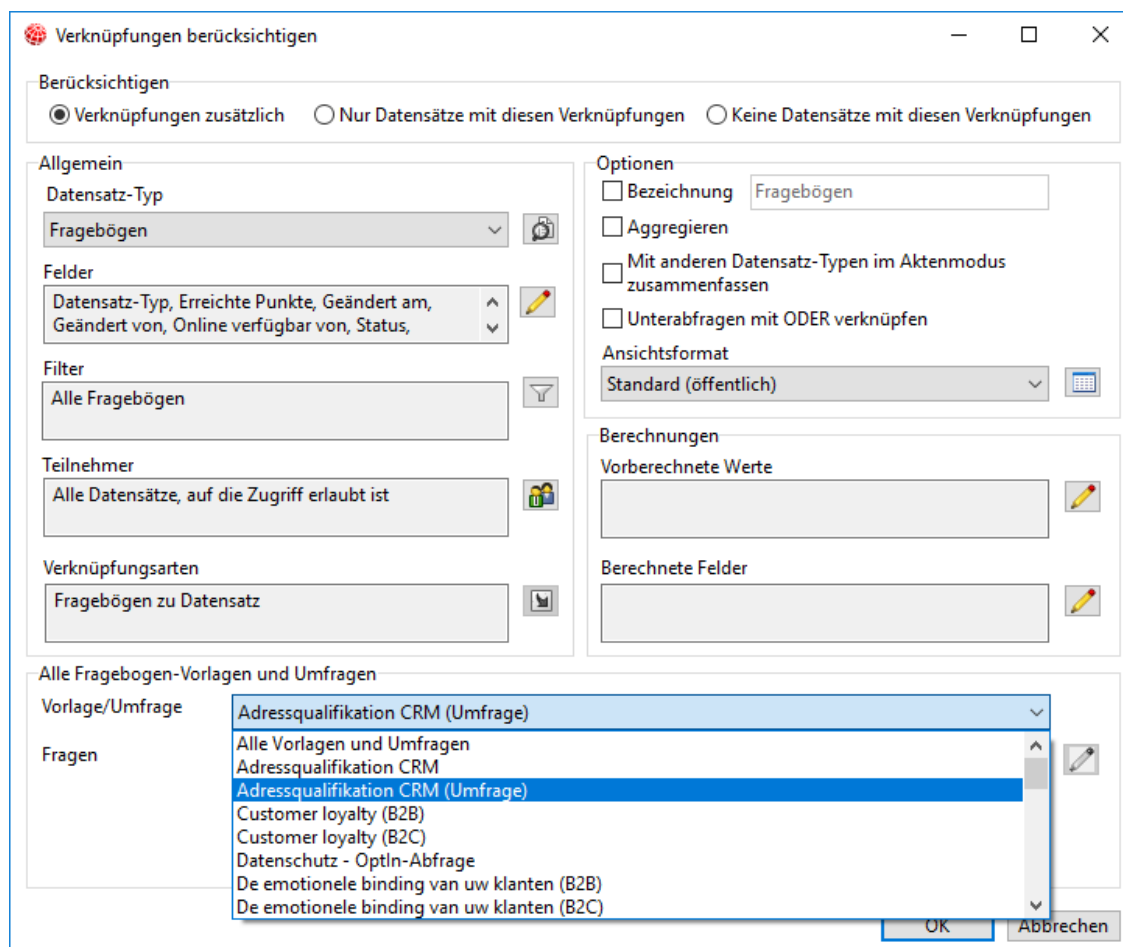 Verknüpfungen berücksichtigen
Berücksichtigen
Verknüpfungen zusätzlich Nur Datensätze mit diesen Verknüpfungen Keine Datensätze mit diesen Verknüpfungen
Allgemein
Datensatz-Typ
Fragebögen
Felder
Datensatz-Typ, Erreichte Punkte, Geändert am,
Geändert von, Online verfügbar von, Status,
Filter
Alle Fragebögen
Teilnehmer
Alle Datensätze, auf die Zugriff erlaubt ist
Verknüpfungsarten
Fragebögen zu Datensatz
Optionen
Bezeichnung Fragebögen
Aggregieren
Mit anderen Datensatz-Typen im Aktenmodus
zusammenfassen
Unterabfragen mit ODER verknüpfen
Ansichtsformat
Standard (öffentlich)
Berechnungen
Vorberechnete Werte
Berechnete Felder
Alle Fragebogen-Vorlagen und Umfragen
Vorlage/Umfrage Adressqualifikation CRM (Umfrage)
Fragen
Alle Vorlagen und Umfragen
Adressqualifikation CRM
Adressqualifikation CRM (Umfrage)
Customer loyalty (B2B)
Customer loyalty (B2C)
Datenschutz - OptIn-Abfrage
De emotionele binding van uw klanten (B2B)
De emotionele binding van uw klanten (B2C)
OK Abbrechen